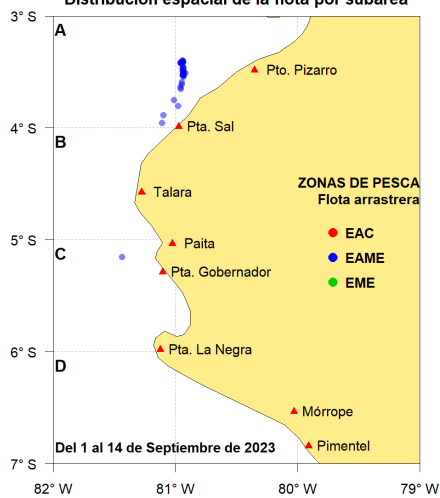 Distribución espacial de la flota por subárea
3° S
A
Pto. Pizarro
4° S
Pta. Sal
B
ZONAS DE PESCA
Talara
Flota arrastrera
EAC
5° S
Paita
C
EAME
Pta. Gobernador
EME
6° S
Pta. La Negra
D
Mórrope
Del 1 al 14 de Septiembre de 2023
Pimentel
7° S
82° W
81° W
80° W
79° W